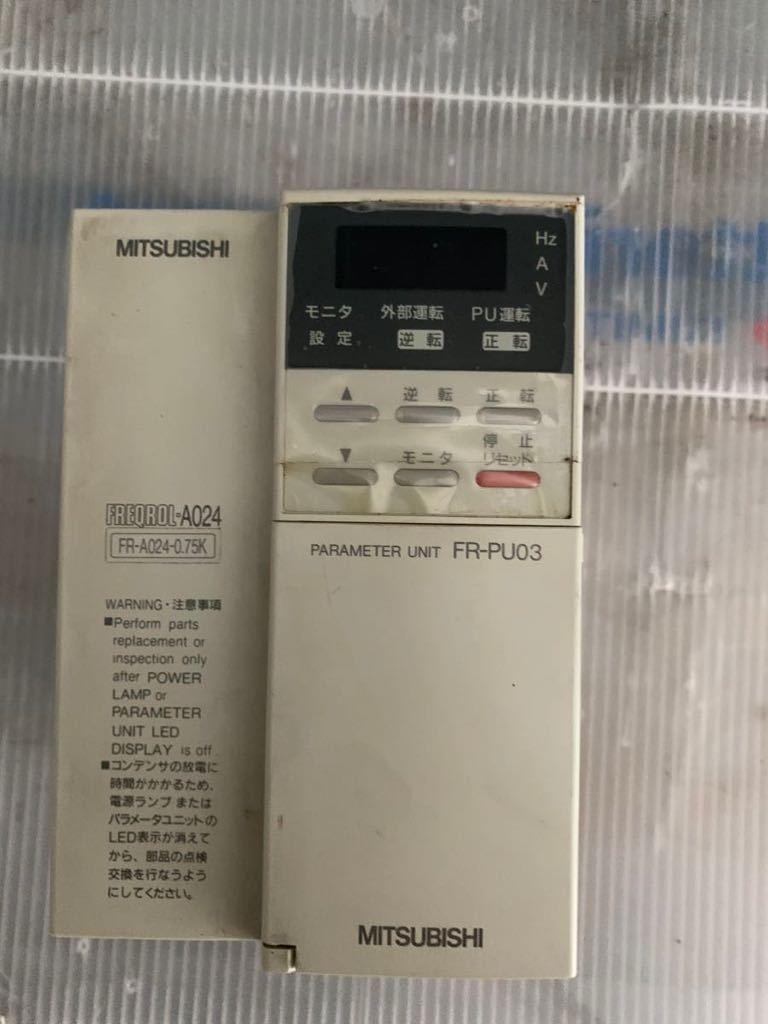 MITSUBISHI
FREQROL-A024
FR-A024-0.75K
WARNING・注意事項
■Perform parts
replacement or
inspection only
after POWER
LAMP or
PARAMETER
UNIT LED
DISPLAY is off.
■コンデンサの放電に
時間がかかるため、
電源ランプまたは
パラメータユニットの
LED表示が消えて
から、部品の点検
交換を行なうよう
にしてください。
Hz
A
V
モニタ 外部運転 PU運転
設定 逆転 正転
▲ 逆転 正転
停止
▼ モニタ リセット
PARAMETER UNIT FR-PU03
MITSUBISHI